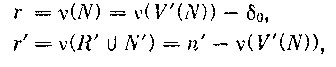 r = ν(N) = ν(V′(N)) − δ₀,
r′ = ν(R′ ∪ N′) = n′ − ν(V′(N)),